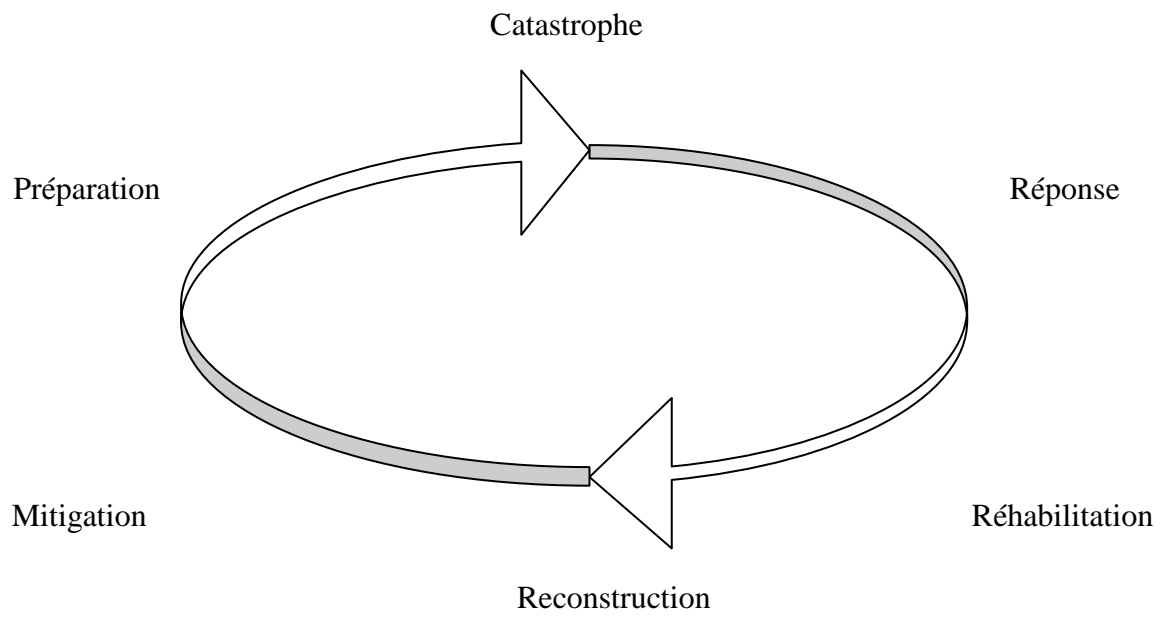 Catastrophe
Préparation
Réponse
Mitigation
Réhabilitation
Reconstruction